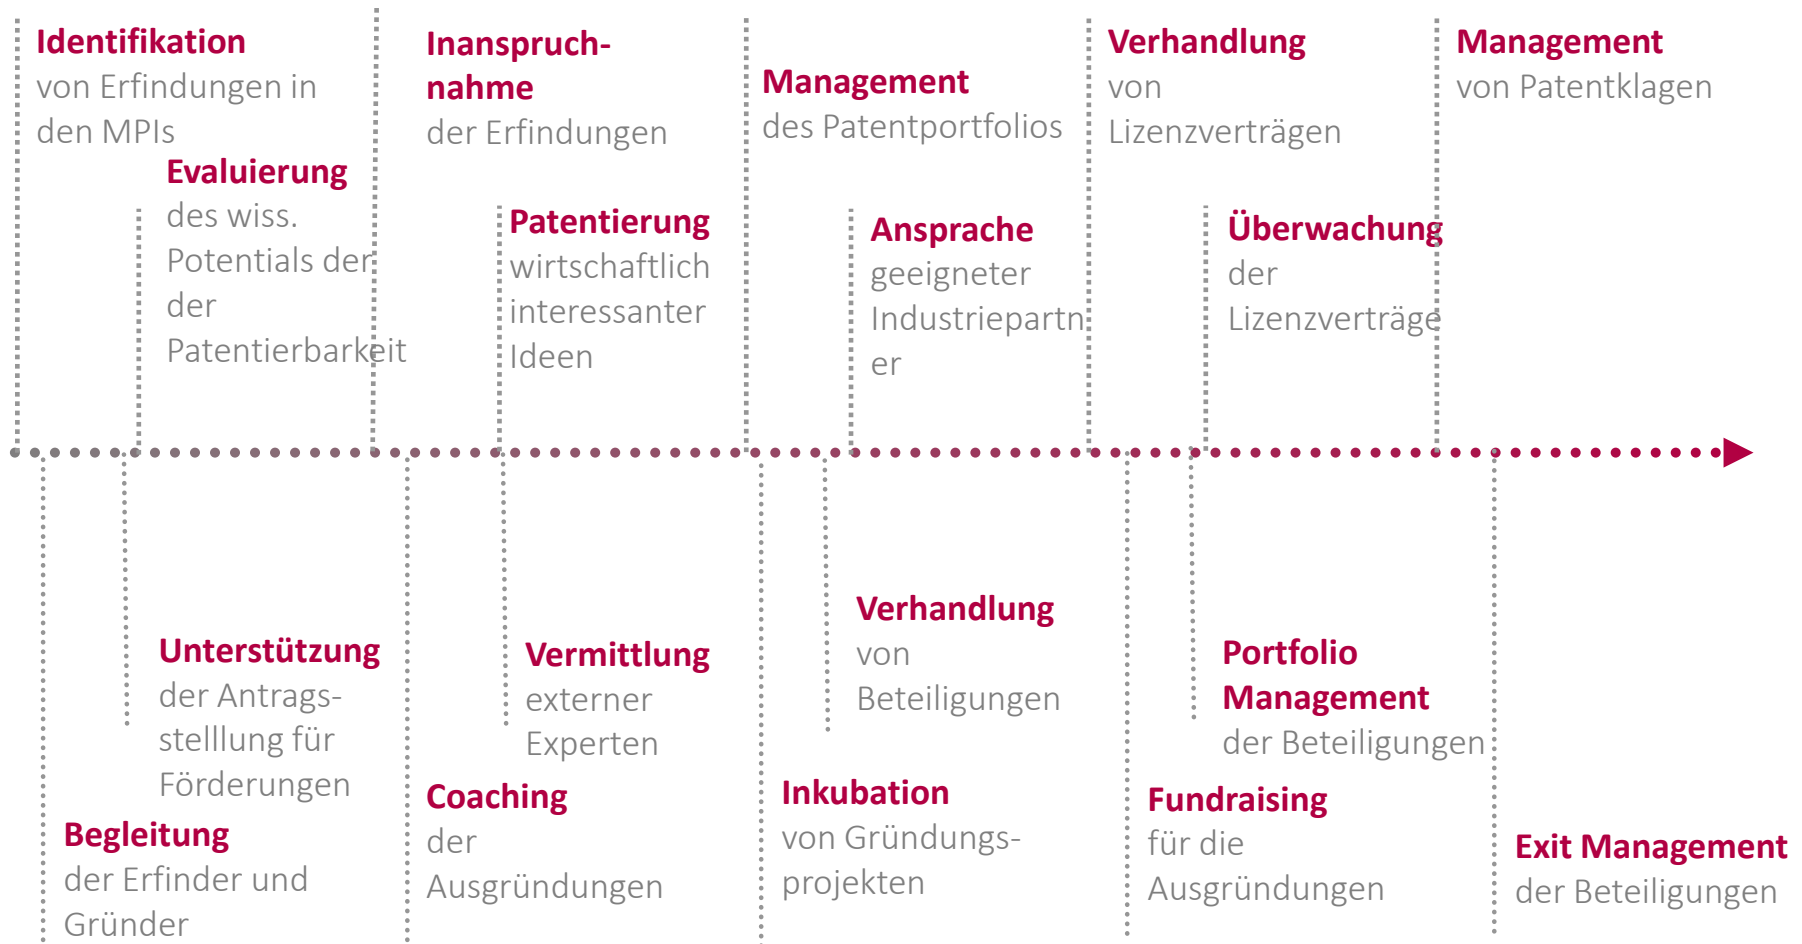 Identifikation
von Erfindungen in
den MPIs
Evaluierung
des wiss.
Potentials der
der
Patentierbarkeit
Inanspruch-
nahme
der Erfindungen
Patentierung
wirtschaftlich
interessanter
Ideen
Management
des Patentportfolios
Ansprache
geeigneter
Industriepartn
er
Verhandlung
von
Lizenzverträgen
Überwachung
der
Lizenzverträge
Management
von Patentklagen
Begleitung
der Erfinder und
Gründer
Unterstützung
der Antrags-
stelllung für
Förderungen
Coaching
der
Ausgründungen
Vermittlung
externer
Experten
Inkubation
von Gründungs-
projekten
Verhandlung
von
Beteiligungen
Fundraising
für die
Ausgründungen
Portfolio
Management
der Beteiligungen
Exit Management
der Beteiligungen